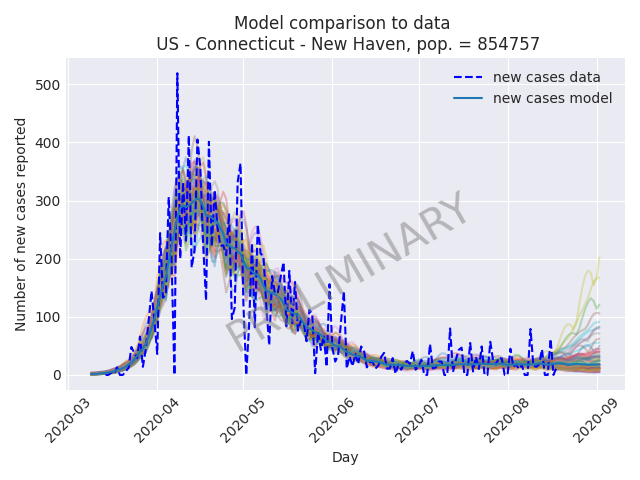 Model comparison to data
US - Connecticut - New Haven, pop. = 854757
Number of new cases reported
500
400
300
200
100
0
new cases data
new cases model
PRELIMINARY
2020-03
2020-04
2020-05
2020-06
2020-07
2020-08
2020-09
Day